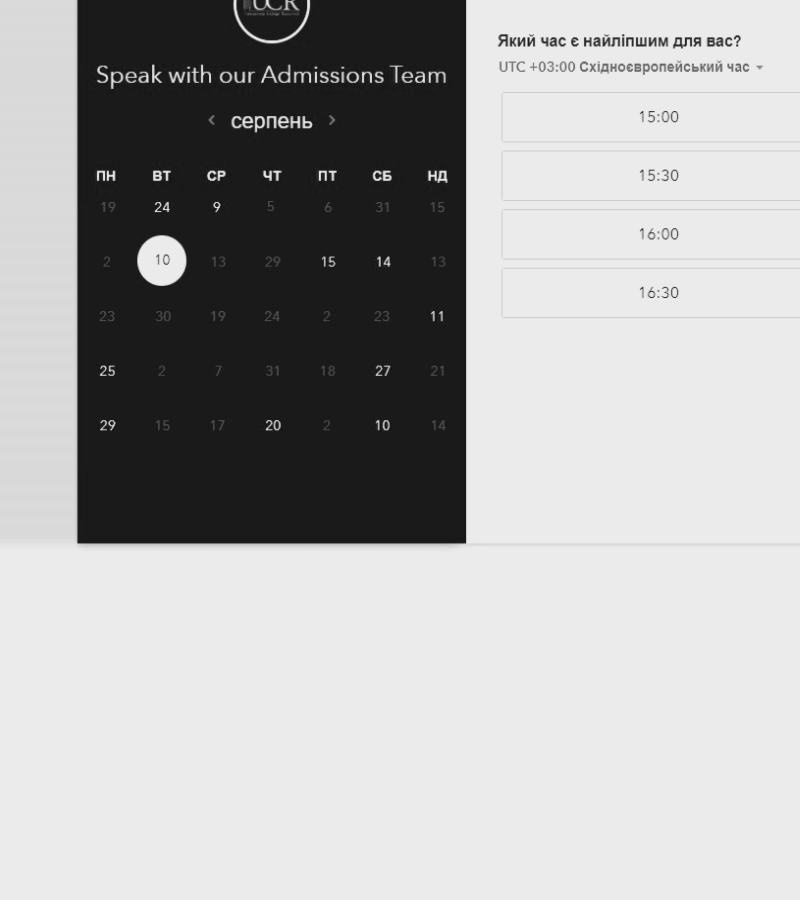 UCR
Speak with our Admissions Team
серпень
ПН ВТ СР ЧТ ПТ СБ НД
19 24 9 5 6 31 15
2 10 13 29 15 14 13
23 30 19 24 2 23 11
25 2 7 31 18 27 21
29 15 17 20 2 10 14
Який час є найліпшим для вас?
UTC +03:00 Східноєвропейський час
15:00
15:30
16:00
16:30